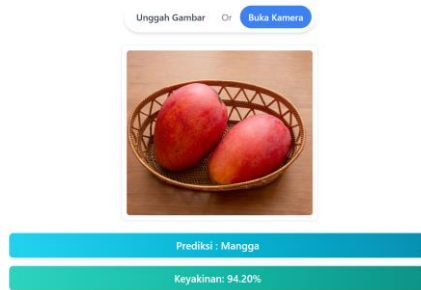 Unggah Gambar Or Buka Kamera
Prediksi : Mangga
Keyakinan: 94.20%